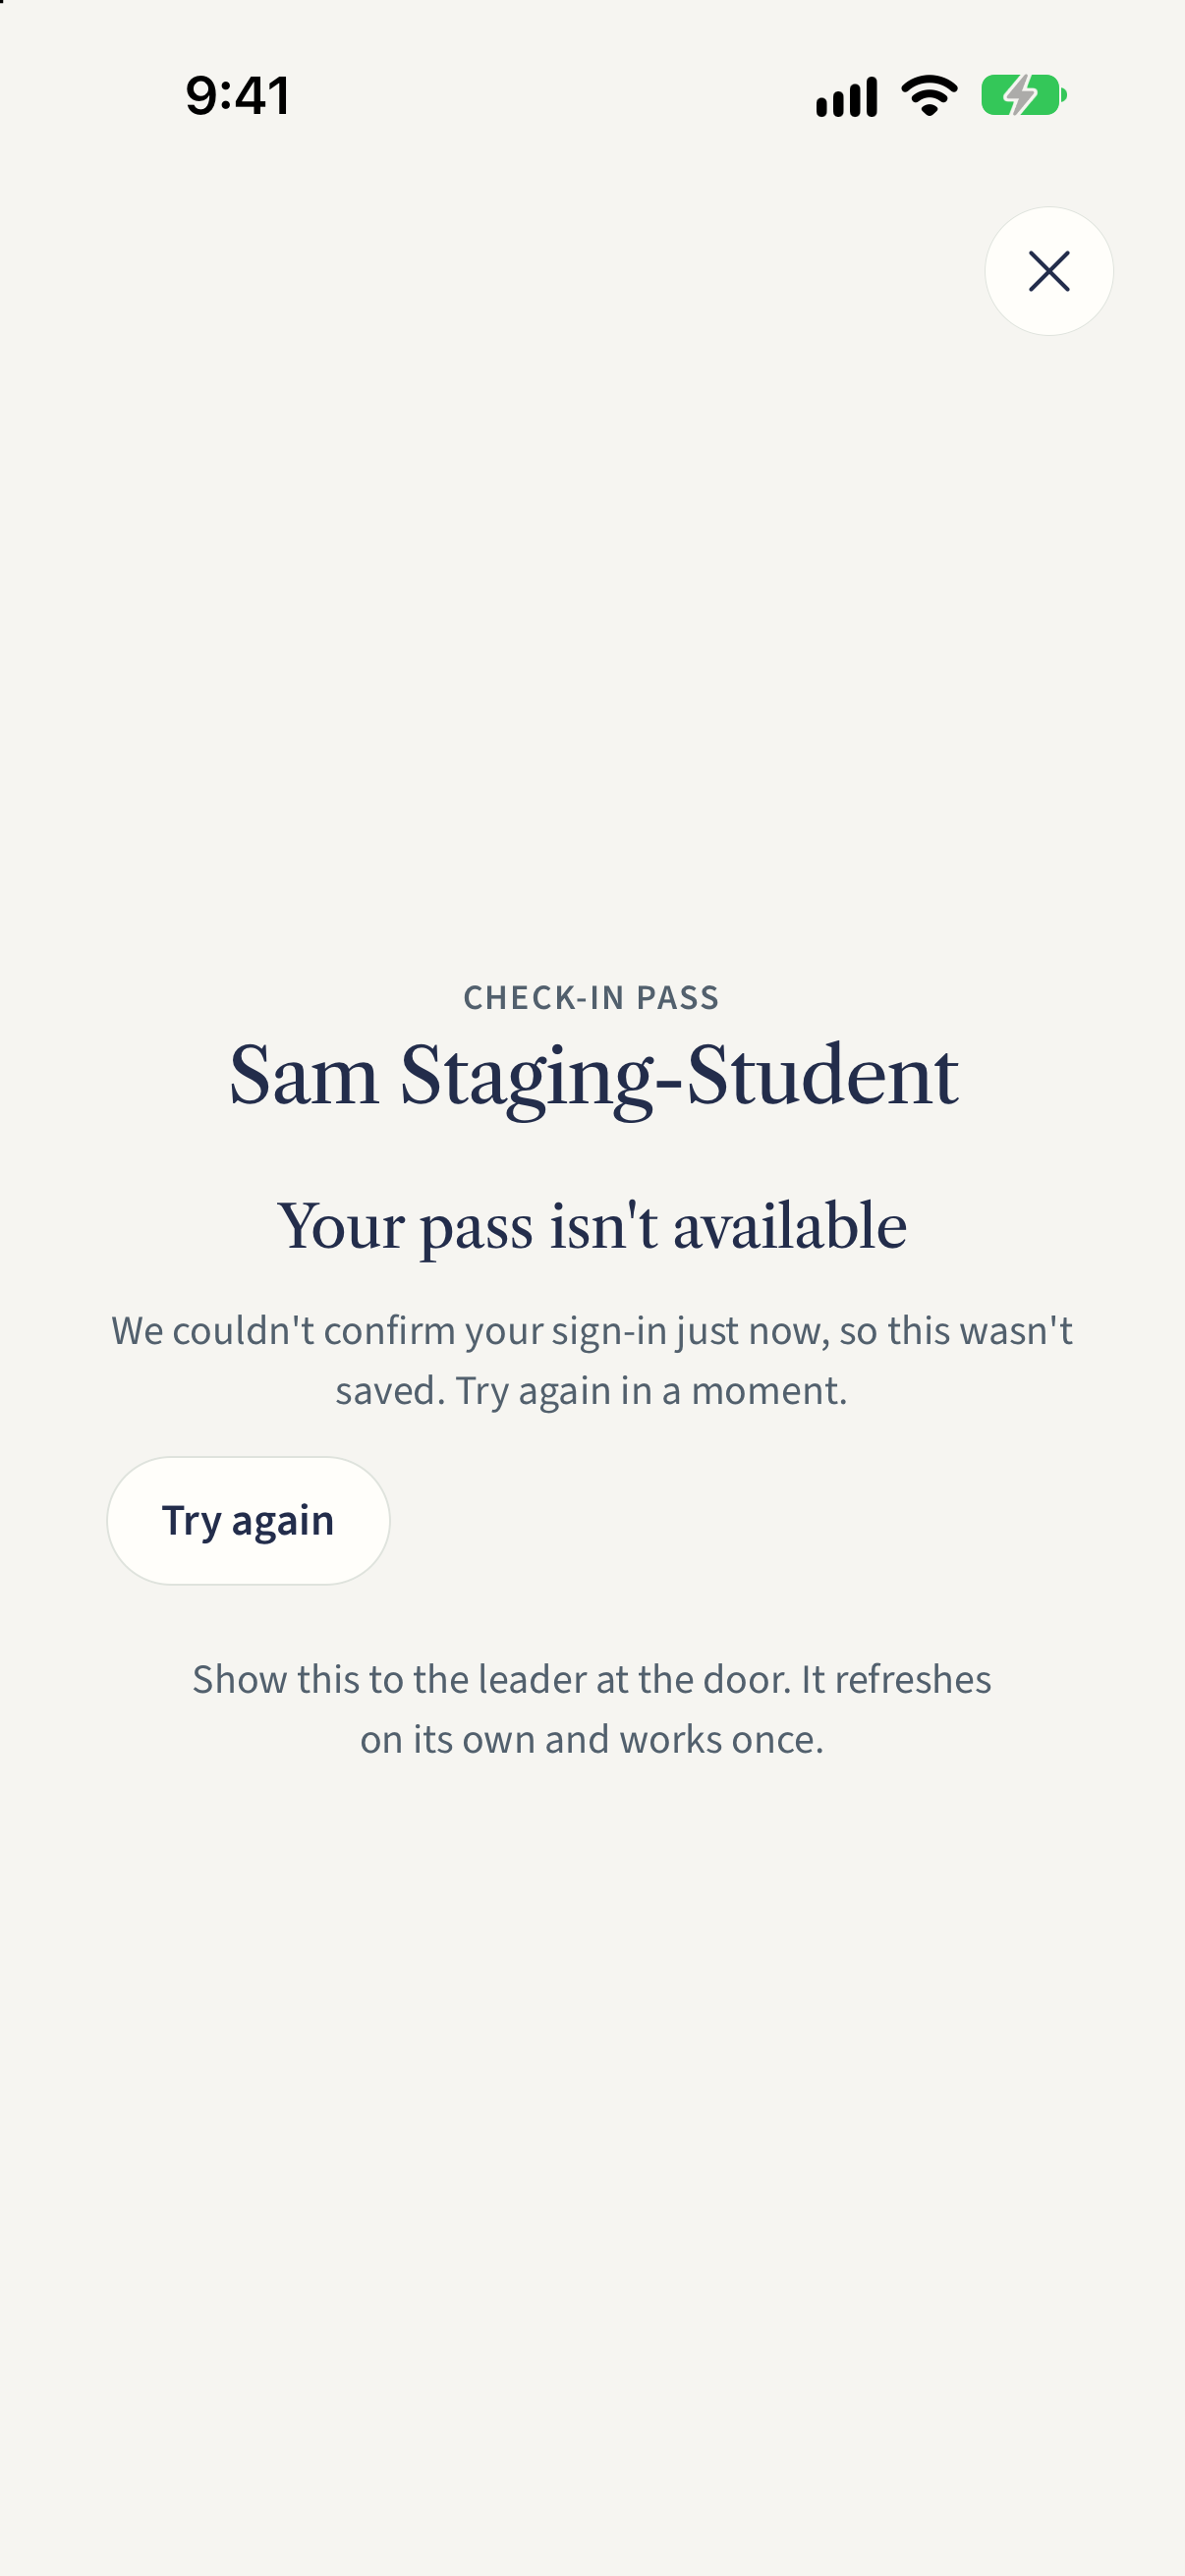 9:41
CHECK-IN PASS
Sam Staging-Student
Your pass isn't available
We couldn't confirm your sign-in just now, so this wasn't
saved. Try again in a moment.
Try again
Show this to the leader at the door. It refreshes
on its own and works once.